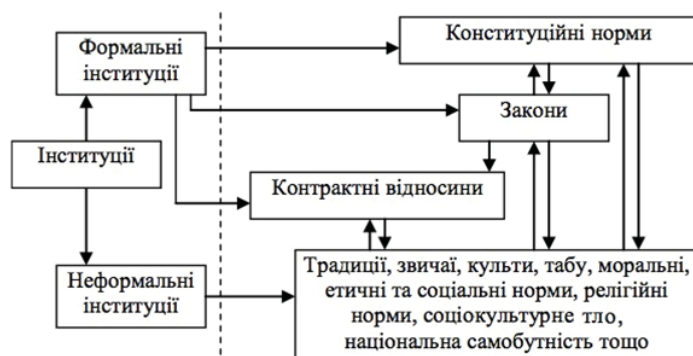 Формальні
інституції
Конституційні норми
Закони
Інституції
Контрактні відносини
Неформальні
інституції
Традиції, звичаї, культи, табу, моральні,
етичні та соціальні норми, релігійні
норми, соціокультурне тло,
національна самобутність тощо